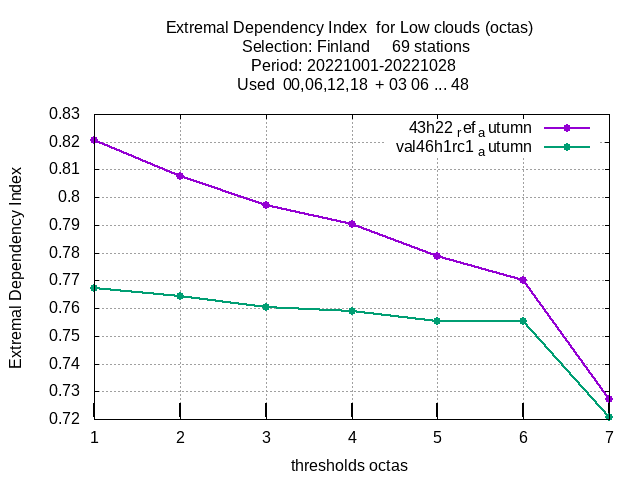 Extremal Dependency Index  for Low clouds (octas)
Selection: Finland     69 stations
Period: 20221001-20221028
Used  00,06,12,18  + 03 06 ... 48
43h22 ref autumn
val46h1rc1 autumn
Extremal Dependency Index
0.83
0.82
0.81
0.8
0.79
0.78
0.77
0.76
0.75
0.74
0.73
0.72
1 2 3 4 5 6 7
thresholds octas